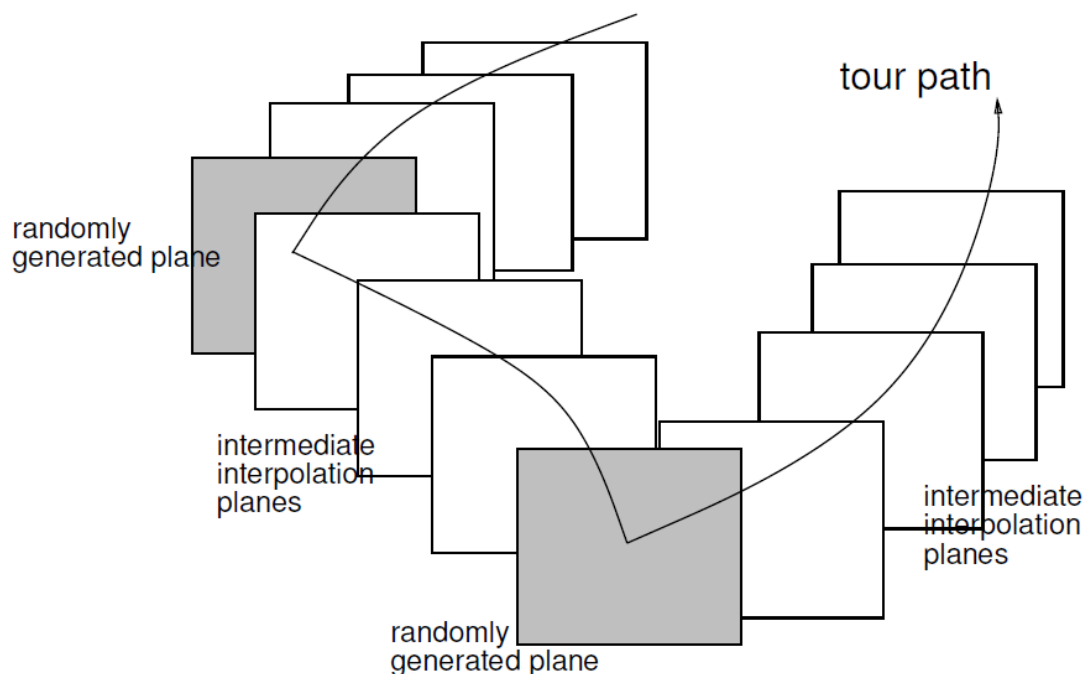 tour path
randomly
generated plane
intermediate
interpolation
planes
intermediate
interpolation
planes
randomly
generated plane